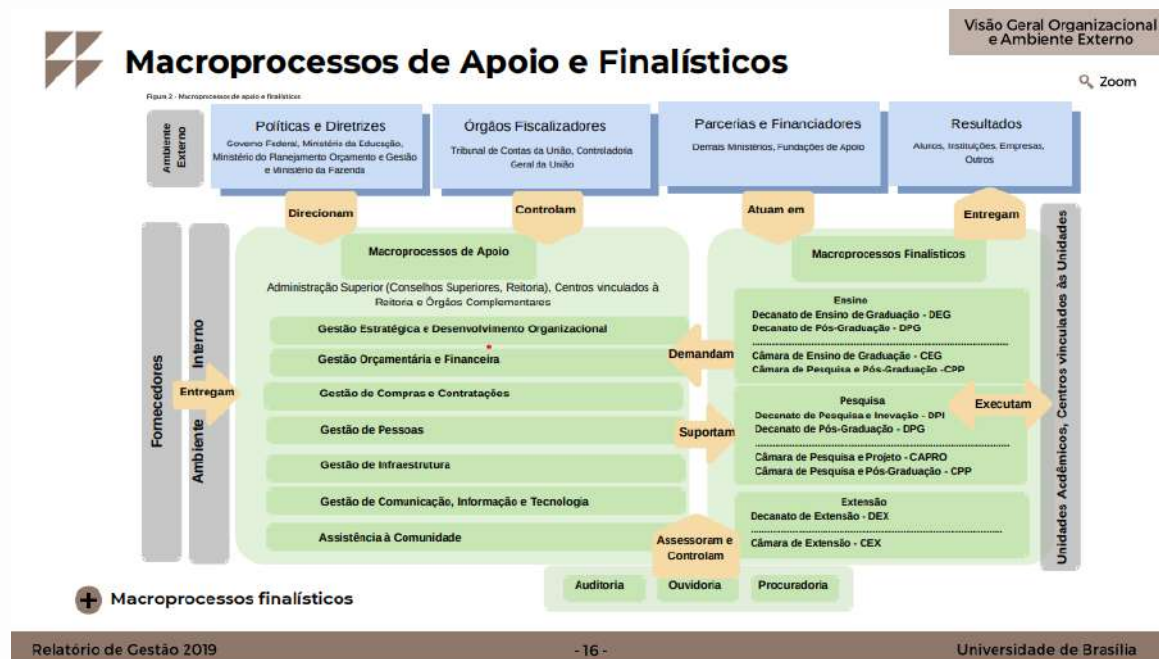 Visão Geral Organizacional
e Ambiente Externo
Macroprocessos de Apoio e Finalísticos
Zoom
Figura 2 - Macroprocessos de apoio e finalísticos
Ambiente
Externo
Políticas e Diretrizes
Governo Federal, Ministério da Educação,
Ministério do Planejamento Orçamento e Gestão
e Ministério da Fazenda
Órgãos Fiscalizadores
Tribunal de Contas da União, Controladoria
Geral da União
Parcerias e Financiadores
Demais Ministérios, Fundações de Apoio
Resultados
Alunos, Instituições, Empresas,
Outros
Direcionam
Controlam
Atuam em
Entregam
Fornecedores
Ambiente Interno
Entregam
Macroprocessos de Apoio
Administração Superior (Conselhos Superiores, Reitoria), Centros vinculados à
Reitoria e Órgãos Complementares
Gestão Estratégica e Desenvolvimento Organizacional
Gestão Orçamentária e Financeira
Gestão de Compras e Contratações
Gestão de Pessoas
Gestão de Infraestrutura
Gestão de Comunicação, Informação e Tecnologia
Assistência à Comunidade
Demandam
Suportam
Macroprocessos Finalísticos
Ensino
Decanato de Ensino de Graduação - DEG
Decanato de Pós-Graduação - DPG
Câmara de Ensino de Graduação - CEG
Câmara de Pesquisa e Pós-Graduação -CPP
Pesquisa
Decanato de Pesquisa e Inovação - DPI
Decanato de Pós-Graduação - DPG
Câmara de Pesquisa e Projeto - CAPRO
Câmara de Pesquisa e Pós-Graduação - CPP
Extensão
Decanato de Extensão - DEX
Câmara de Extensão - CEX
Executam
Unidades Acdêmicos, Centros vinculados às Unidades
Assessoram e
Controlam
Auditoria
Ouvidoria
Procuradoria
Macroprocessos finalísticos
Relatório de Gestão 2019
- 16 -
Universidade de Brasília